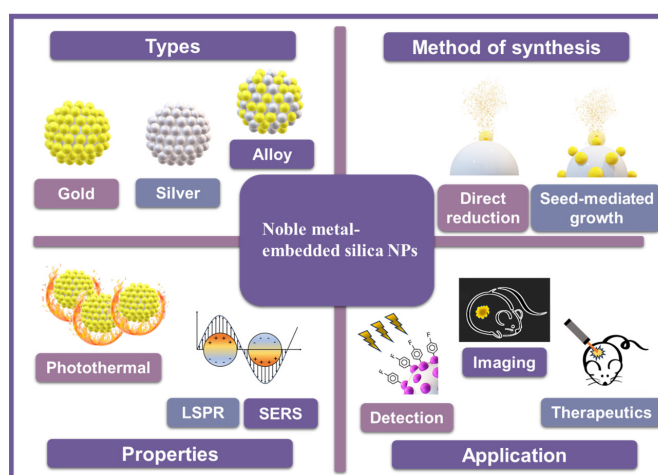 Types
Gold
Silver
Alloy
Method of synthesis
Direct
reduction
Seed-mediated
growth
Noble metal-
embedded silica NPs
Photothermal
LSPR
SERS
Properties
F
F
F
Detection
Imaging
Therapeutics
Application